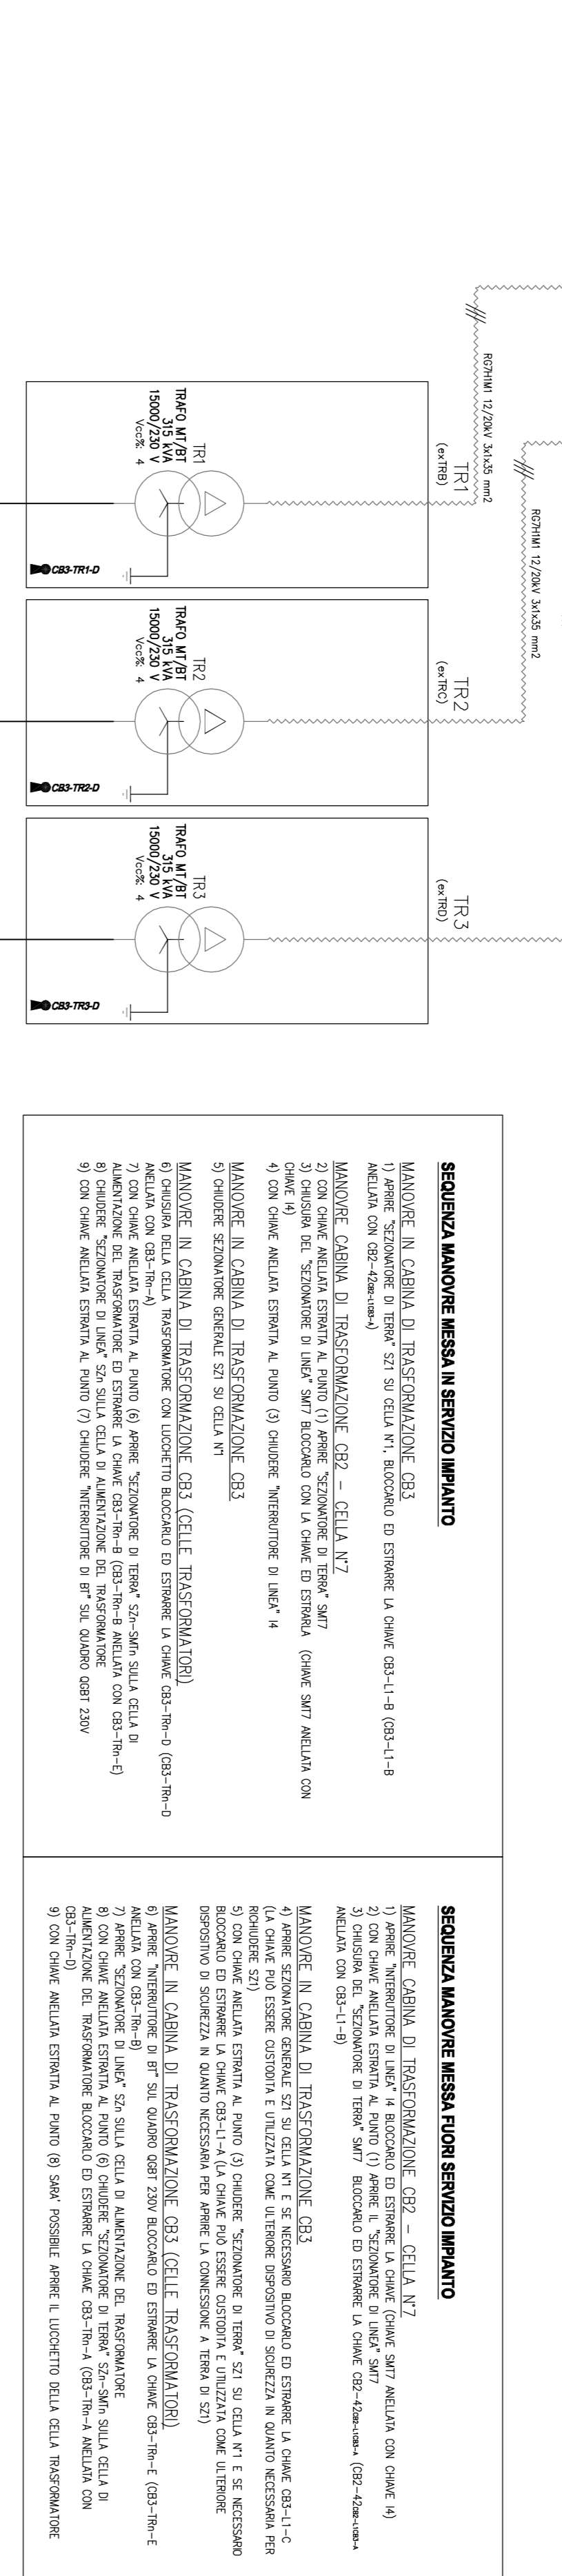 RG7H1M1 12/20kV 3x1x35 mm2
RG7H1M1 12/20kV 3x1x35 mm2
TR1
(exTRB)
TR1
TRAFO MT/BT
315 kVA
15000/230 V
Vcc%: 4
CB3-TR1-D
TR2
(exTRC)
TR2
TRAFO MT/BT
315 kVA
15000/230 V
Vcc%: 4
CB3-TR2-D
TR3
(exTRD)
TR3
TRAFO MT/BT
315 kVA
15000/230 V
Vcc%: 4
CB3-TR3-D
SEQUENZA MANOVRE MESSA IN SERVIZIO IMPIANTO
MANOVRE IN CABINA DI TRASFORMAZIONE CB3
1) APRIRE "SEZIONATORE DI TERRA" SZ1 SU CELLA N°1, BLOCCARLO ED ESTRARRE LA CHIAVE CB3-L1-B (CB3-L1-B
ANELLATA CON CB2-42CB2-L1CB3-A)
MANOVRE CABINA DI TRASFORMAZIONE CB2 – CELLA N°7
2) CON CHIAVE ANELLATA ESTRATTA AL PUNTO (1) APRIRE "SEZIONATORE DI TERRA" SMT7
3) CHIUSURA DEL "SEZIONATORE DI LINEA" SMT7 BLOCCARLO CON LA CHIAVE ED ESTRARLA (CHIAVE SMT7 ANELLATA CON
CHIAVE I4)
4) CON CHIAVE ANELLATA ESTRATTA AL PUNTO (3) CHIUDERE "INTERRUTTORE DI LINEA" I4
MANOVRE IN CABINA DI TRASFORMAZIONE CB3
5) CHIUDERE SEZIONATORE GENERALE SZ1 SU CELLA N°1
MANOVRE IN CABINA DI TRASFORMAZIONE CB3 (CELLE TRASFORMATORI)
6) CHIUSURA DELLA CELLA TRASFORMATORE CON LUCCHETTO BLOCCARLO ED ESTRARRE LA CHIAVE CB3-TRn-D (CB3-TRn-D
ANELLATA CON CB3-TRn-A)
7) CON CHIAVE ANELLATA ESTRATTA AL PUNTO (6) APRIRE "SEZIONATORE DI TERRA" SZn-SMTn SULLA CELLA DI
ALIMENTAZIONE DEL TRASFORMATORE ED ESTRARRE LA CHIAVE CB3-TRn-B (CB3-TRn-B ANELLATA CON CB3-TRn-E)
8) CHIUDERE "SEZIONATORE DI LINEA" SZn SULLA CELLA DI ALIMENTAZIONE DEL TRASFORMATORE
9) CON CHIAVE ANELLATA ESTRATTA AL PUNTO (7) CHIUDERE "INTERRUTTORE DI BT" SUL QUADRO QGBT 230V
SEQUENZA MANOVRE MESSA FUORI SERVIZIO IMPIANTO
MANOVRE CABINA DI TRASFORMAZIONE CB2 – CELLA N°7
1) APRIRE "INTERRUTTORE DI LINEA" I4 BLOCCARLO ED ESTRARRE LA CHIAVE (CHIAVE SMT7 ANELLATA CON CHIAVE I4)
2) CON CHIAVE ANELLATA ESTRATTA AL PUNTO (1) APRIRE IL "SEZIONATORE DI LINEA" SMT7
3) CHIUSURA DEL "SEZIONATORE DI TERRA" SMT7 BLOCCARLO ED ESTRARRE LA CHIAVE CB2-42CB2-L1CB3-A (CB2-42CB2-L1CB3-A
ANELLATA CON CB3-L1-B)
MANOVRE IN CABINA DI TRASFORMAZIONE CB3
4) APRIRE SEZIONATORE GENERALE SZ1 SU CELLA N°1 E SE NECESSARIO BLOCCARLO ED ESTRARRE LA CHIAVE CB3-L1-C
(LA CHIAVE PUÒ ESSERE CUSTODITA E UTILIZZATA COME ULTERIORE DISPOSITIVO DI SICUREZZA IN QUANTO NECESSARIA PER
RICHIUDERE SZ1)
5) CON CHIAVE ANELLATA ESTRATTA AL PUNTO (3) CHIUDERE "SEZIONATORE DI TERRA" SZ1 SU CELLA N°1 E SE NECESSARIO
BLOCCARLO ED ESTRARRE LA CHIAVE CB3-L1-A (LA CHIAVE PUÒ ESSERE CUSTODITA E UTILIZZATA COME ULTERIORE
DISPOSITIVO DI SICUREZZA IN QUANTO NECESSARIA PER APRIRE LA CONNESSIONE A TERRA DI SZ1)
MANOVRE IN CABINA DI TRASFORMAZIONE CB3 (CELLE TRASFORMATORI)
6) APRIRE "INTERRUTTORE DI BT" SUL QUADRO QGBT 230V BLOCCARLO ED ESTRARRE LA CHIAVE CB3-TRn-E (CB3-TRn-E
ANELLATA CON CB3-TRn-B)
7) APRIRE "SEZIONATORE DI LINEA" SZn SULLA CELLA DI ALIMENTAZIONE DEL TRASFORMATORE
8) CON CHIAVE ANELLATA ESTRATTA AL PUNTO (6) CHIUDERE "SEZIONATORE DI TERRA" SZn-SMTn SULLA CELLA DI
ALIMENTAZIONE DEL TRASFORMATORE BLOCCARLO ED ESTRARRE LA CHIAVE CB3-TRn-A (CB3-TRn-A ANELLATA CON
CB3-TRn-D)
9) CON CHIAVE ANELLATA ESTRATTA AL PUNTO (8) SARA' POSSIBILE APRIRE IL LUCCHETTO DELLA CELLA TRASFORMATORE